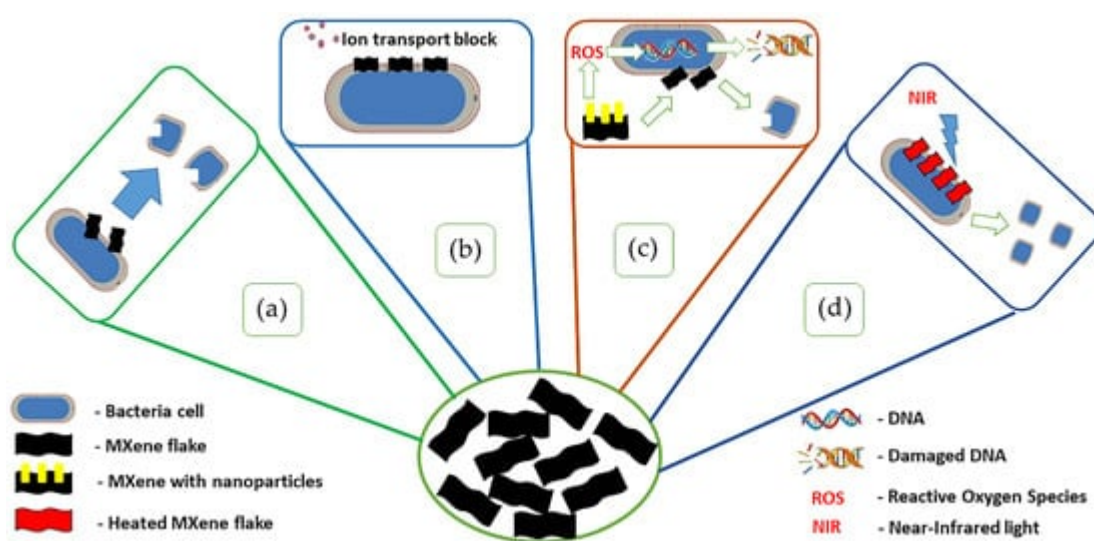 Ion transport block
ROS
NIR
(a)
(b)
(c)
(d)
- Bacteria cell
- MXene flake
- MXene with nanoparticles
- Heated MXene flake
- DNA
- Damaged DNA
ROS - Reactive Oxygen Species
NIR - Near-Infrared light